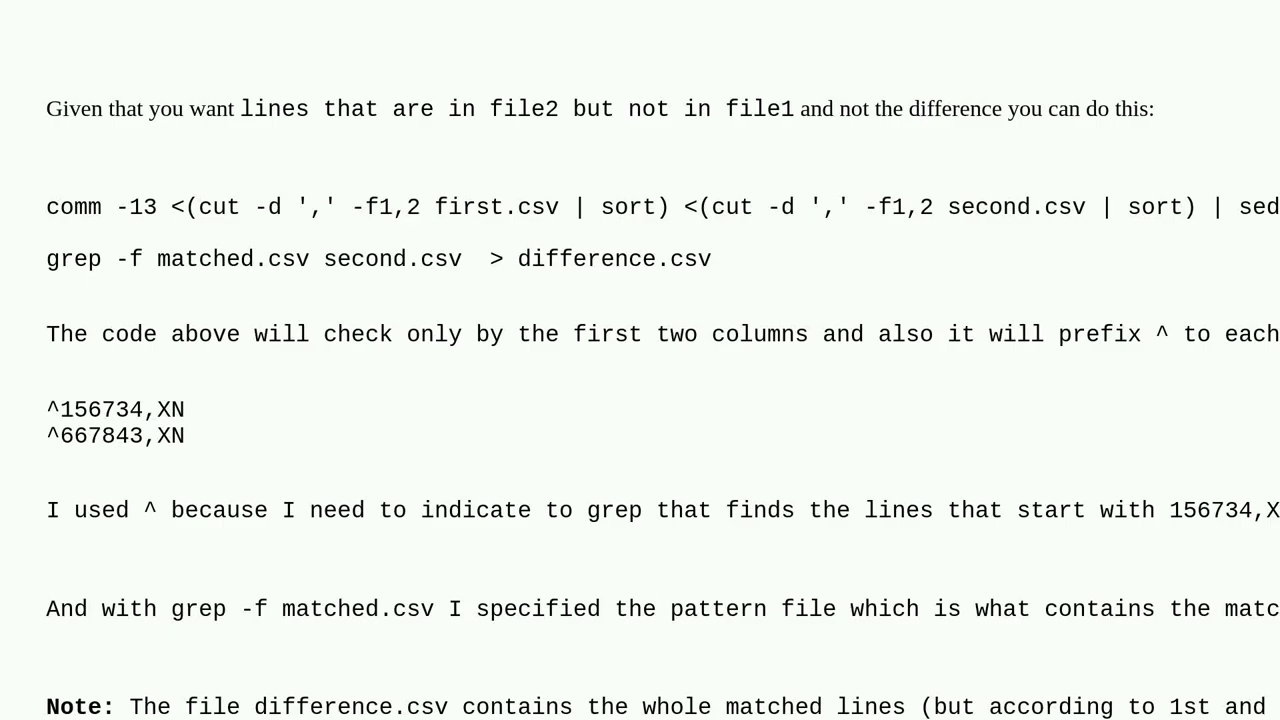 Given that you want lines that are in file2 but not in file1 and not the difference you can do this:
comm -13 <(cut -d ',' -f1,2 first.csv | sort) <(cut -d ',' -f1,2 second.csv | sort) | sed
grep -f matched.csv second.csv  > difference.csv
The code above will check only by the first two columns and also it will prefix ^ to each
^156734,XN
^667843,XN
I used ^ because I need to indicate to grep that finds the lines that start with 156734,X
And with grep -f matched.csv I specified the pattern file which is what contains the matc
Note: The file difference.csv contains the whole matched lines (but according to 1st and